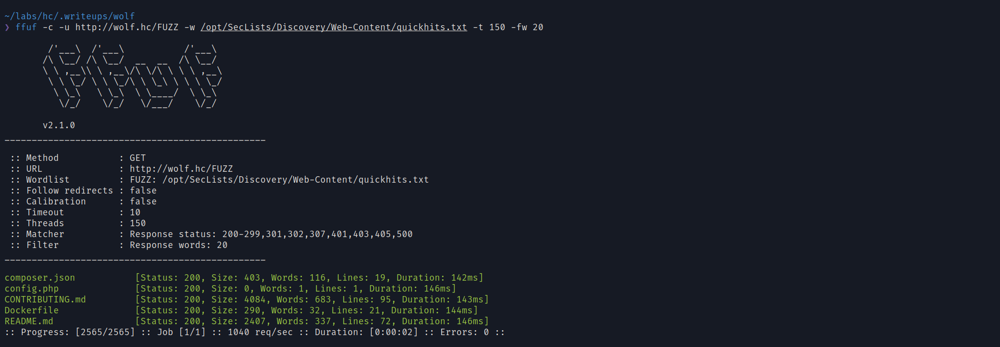 ~/labs/hc/.writeups/wolf
❯ ffuf -c -u http://wolf.hc/FUZZ -w /opt/SecLists/Discovery/Web-Content/quickhits.txt -t 150 -fw 20

        /'___\  /'___\           /'___\
       /\ \__/ /\ \__/  __  __  /\ \__/
       \ \ ,__\\ \ ,__\/\ \/\ \ \ \ ,__\
        \ \ \_/ \ \ \_/\ \ \_\ \ \ \ \_/
         \ \_\   \ \_\  \ \____/  \ \_\
          \/_/    \/_/   \/___/    \/_/

       v2.1.0
________________________________________________

 :: Method           : GET
 :: URL              : http://wolf.hc/FUZZ
 :: Wordlist         : FUZZ: /opt/SecLists/Discovery/Web-Content/quickhits.txt
 :: Follow redirects : false
 :: Calibration      : false
 :: Timeout          : 10
 :: Threads          : 150
 :: Matcher          : Response status: 200-299,301,302,307,401,403,405,500
 :: Filter           : Response words: 20
________________________________________________

composer.json           [Status: 200, Size: 403, Words: 116, Lines: 19, Duration: 142ms]
config.php              [Status: 200, Size: 0, Words: 1, Lines: 1, Duration: 146ms]
CONTRIBUTING.md         [Status: 200, Size: 4084, Words: 683, Lines: 95, Duration: 143ms]
Dockerfile              [Status: 200, Size: 290, Words: 32, Lines: 21, Duration: 144ms]
README.md               [Status: 200, Size: 2407, Words: 337, Lines: 72, Duration: 146ms]
:: Progress: [2565/2565] :: Job [1/1] :: 1040 req/sec :: Duration: [0:00:02] :: Errors: 0 ::